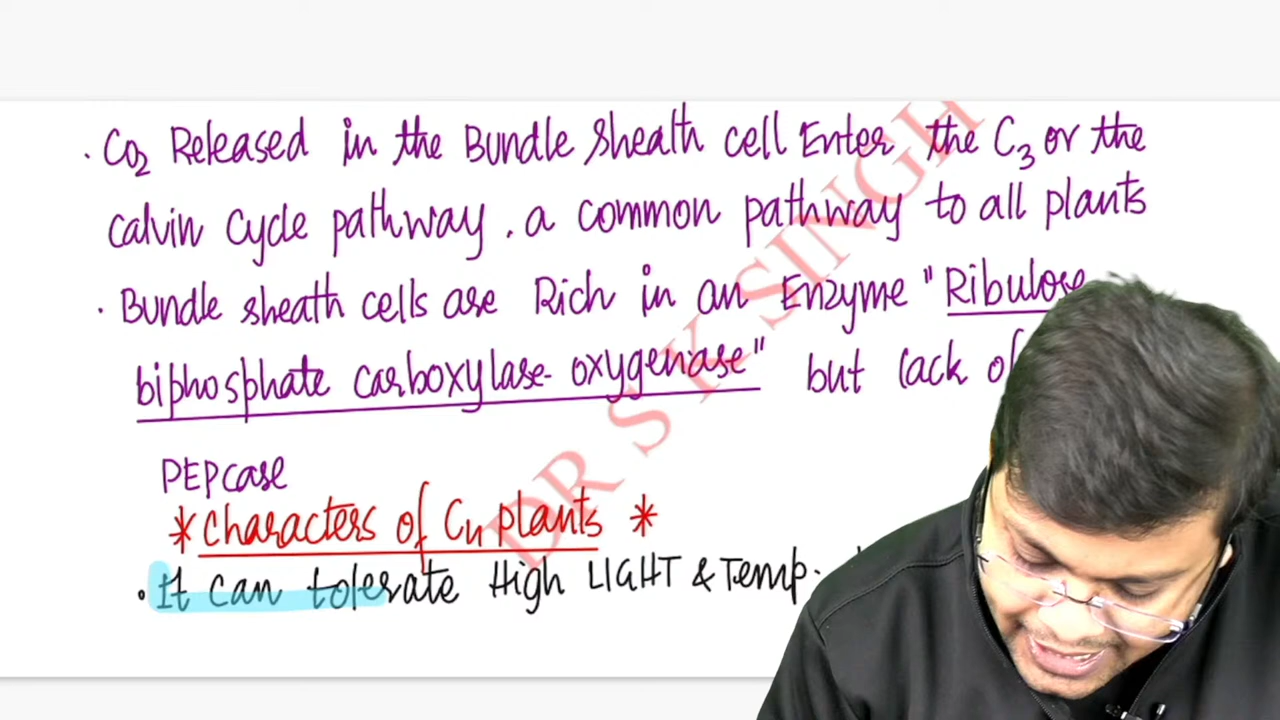 . CO2 Released in the Bundle sheath cell Enter the C3 or the
calvin cycle pathway . a common pathway to all plants
. Bundle sheath cells are Rich in an Enzyme "Ribulose
biphosphate carboxylase-oxygenase" but lack of
PEPcase
* Characters of C4 plants *
. It can tolerate High LIGHT & Temp.
DR S K SINGH